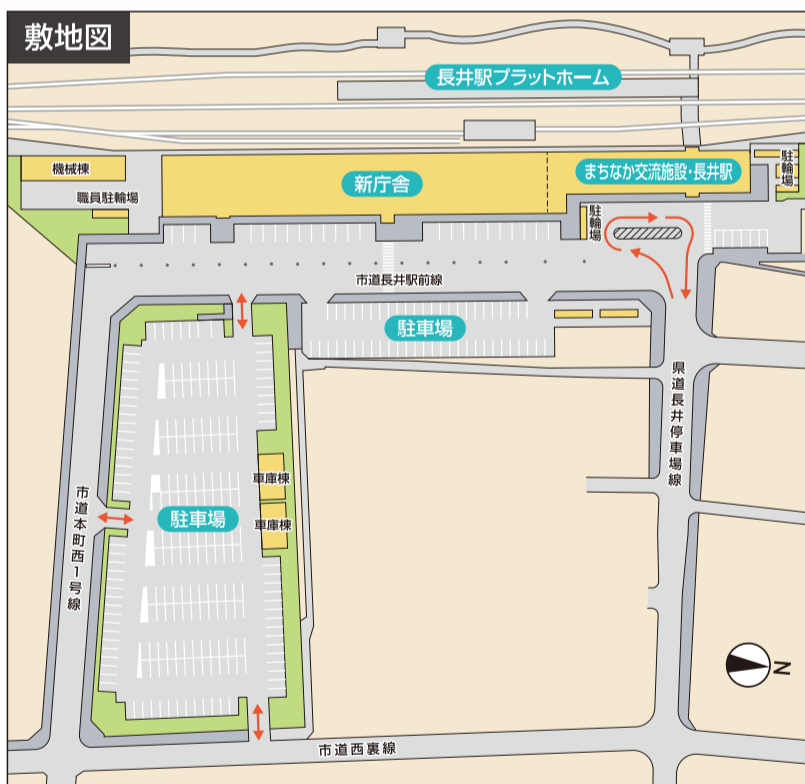 敷地図
長井駅プラットホーム
機械棟
新庁舎
まちなか交流施設・長井駅
駐輪場
職員駐輪場
駐輪場
市道長井駅前線
駐車場
県道長井停車場線
車庫棟
市道本町西1号線
駐車場
車庫棟
N
市道西裏線